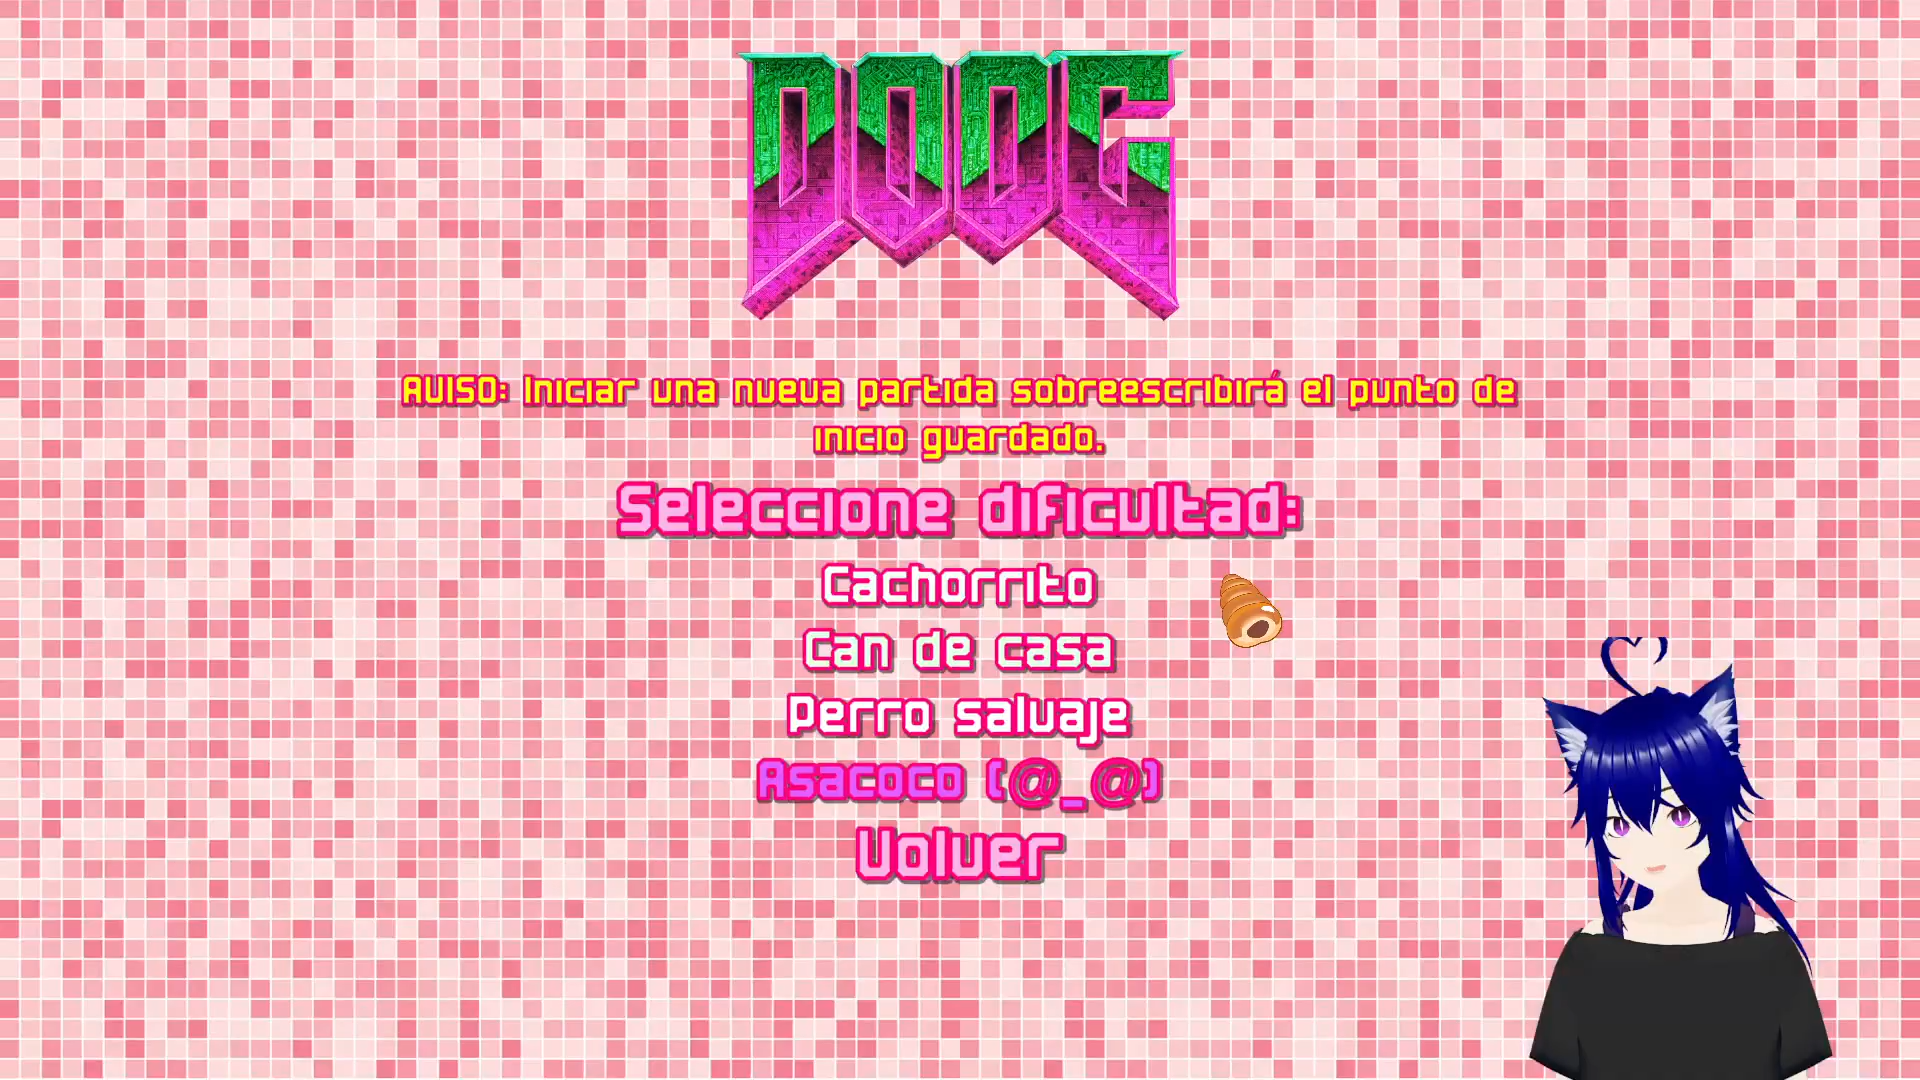 DOOG
AVISO: Iniciar una nueva partida sobreescribirá el punto de
inicio guardado.
Seleccione dificultad:
Cachorrito
Can de casa
Perro salvaje
Asacoco (@_@)
Volver